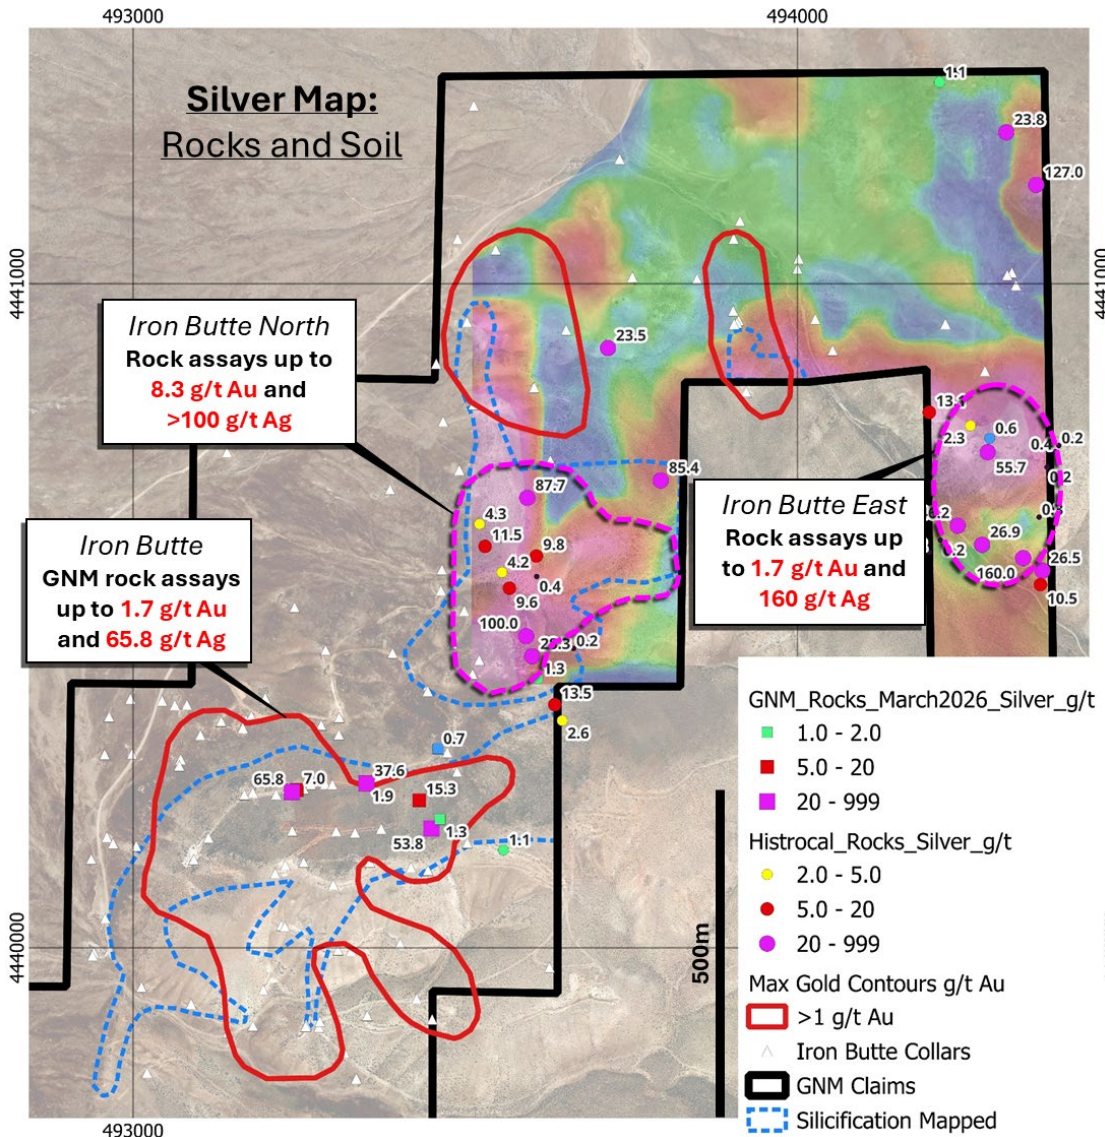 493000
494000
Silver Map:
Rocks and Soil
1.1
23.8
127.0
4441000
4441000
Iron Butte North
Rock assays up to
8.3 g/t Au and
>100 g/t Ag
23.5
13.1
2.3
0.6
0.4
0.2
55.7
0.2
85.4
87.7
Iron Butte East
Rock assays up
to 1.7 g/t Au and
160 g/t Ag
4.3
11.5
9.8
4.2
0.4
9.6
26.9
160.0
26.5
10.5
Iron Butte
GNM rock assays
up to 1.7 g/t Au
and 65.8 g/t Ag
100.0
0.2
1.3
13.5
2.6
0.7
65.8
7.0
37.6
1.9
15.3
1.3
53.8
1.1
GNM_Rocks_March2026_Silver_g/t
1.0 - 2.0
5.0 - 20
20 - 999
Histrocal_Rocks_Silver_g/t
2.0 - 5.0
5.0 - 20
20 - 999
Max Gold Contours g/t Au
>1 g/t Au
Iron Butte Collars
GNM Claims
Silicification Mapped
500m
4440000
493000